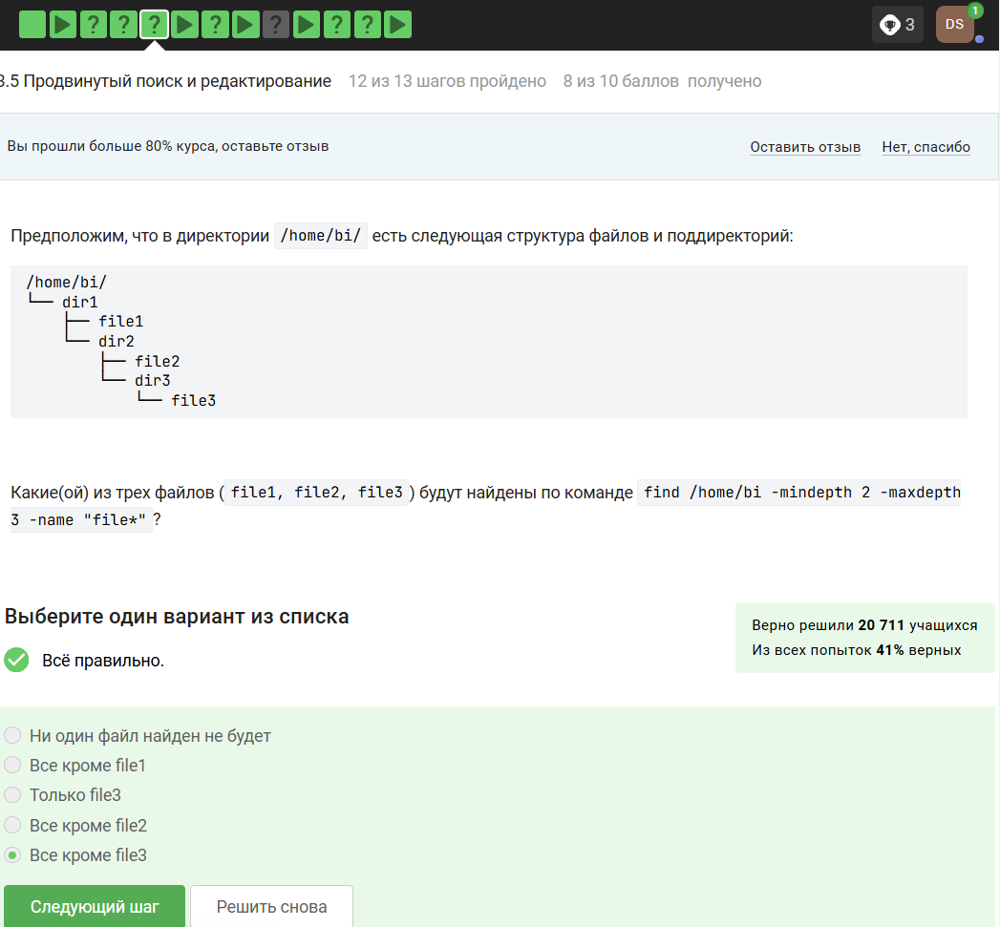 ? ? ? ? ? ? ?
3
DS
1
3.5 Продвинутый поиск и редактирование 12 из 13 шагов пройдено 8 из 10 баллов получено
Вы прошли больше 80% курса, оставьте отзыв Оставить отзыв Нет, спасибо
Предположим, что в директории /home/bi/ есть следующая структура файлов и поддиректорий:
/home/bi/
└── dir1
    ├── file1
    └── dir2
        ├── file2
        └── dir3
            └── file3
Какие(ой) из трех файлов ( file1, file2, file3 ) будут найдены по команде find /home/bi -mindepth 2 -maxdepth
3 -name "file*" ?
Выберите один вариант из списка
Всё правильно.
Верно решили 20 711 учащихся
Из всех попыток 41% верных
Ни один файл найден не будет
Все кроме file1
Только file3
Все кроме file2
Все кроме file3
Следующий шаг Решить снова